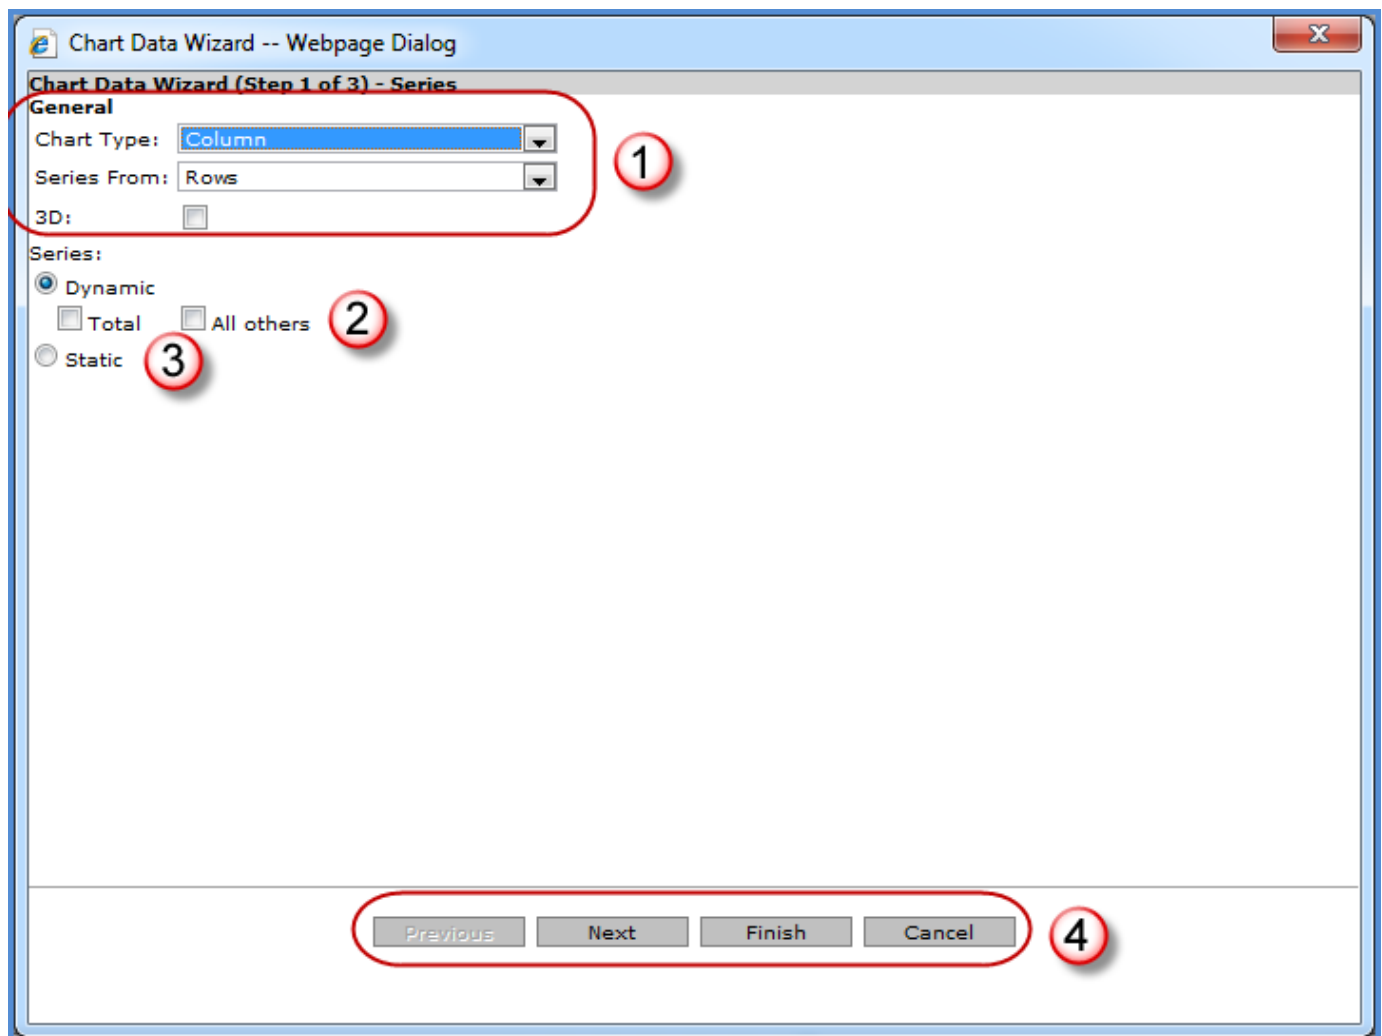 Chart Data Wizard -- Webpage Dialog
x
Chart Data Wizard (Step 1 of 3) - Series
General
Chart Type: Column
1
Series From: Rows
3D:
Series:
Dynamic
Total All others 2
Static 3
Previous Next Finish Cancel 4